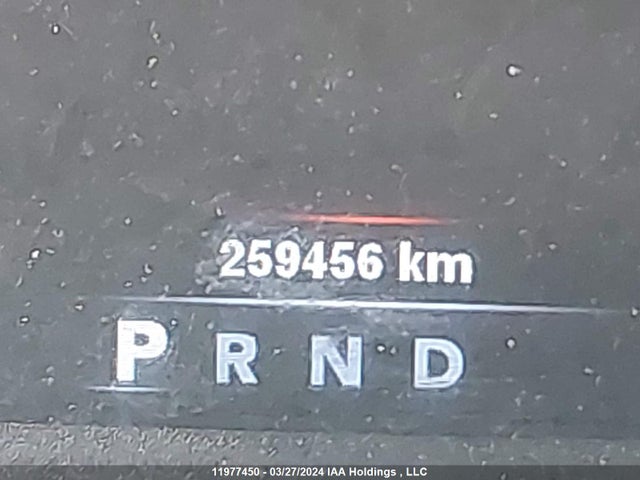 259456 km
P R N D
11977450 - 03/27/2024 IAA Holdings , LLC